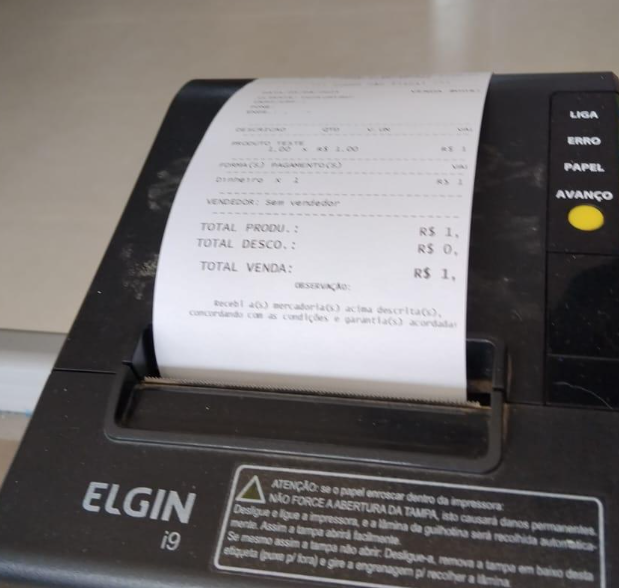 DESCRIÇÃO QTD V.UN VAL
PRODUTO TESTE
1,00 x R$ 1,00 R$ 1
FORMA(S) PAGAMENTO(S) VAL
Dinheiro x 1 R$ 1
VENDEDOR: Sem vendedor
TOTAL PRODU.: R$ 1,
TOTAL DESCO.: R$ 0,
TOTAL VENDA: R$ 1,
OBSERVAÇÃO:
Recebi a(s) mercadoria(s) acima descrita(s),
concordando com as condições e garantia(s) acordada
LIGA
ERRO
PAPEL
AVANÇO
ELGIN
i9
ATENÇÃO: se o papel enroscar dentro da impressora:
NÃO FORCE A ABERTURA DA TAMPA, isto causará danos permanentes.
Desligue e ligue a impressora, e a lâmina da guilhotina será recolhida automatica-
mente. Assim a tampa abrirá facilmente.
Se mesmo assim a tampa não abrir: Desligue-a, remova a tampa em baixo desta
etiqueta (puxe p/ fora) e gire a engrenagem p/ recolher a lâmina